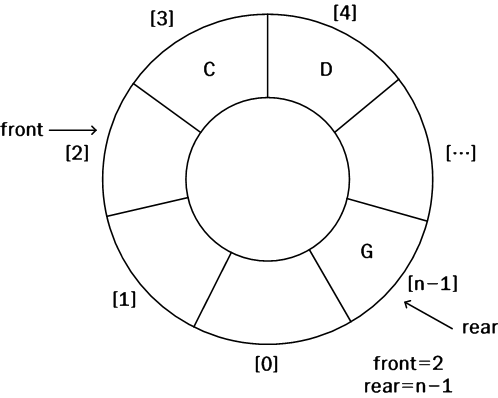 [3]
[4]
C
D
front
[2]
[⋯]
G
[1]
[n−1]
rear
[0]
front=2
rear=n−1